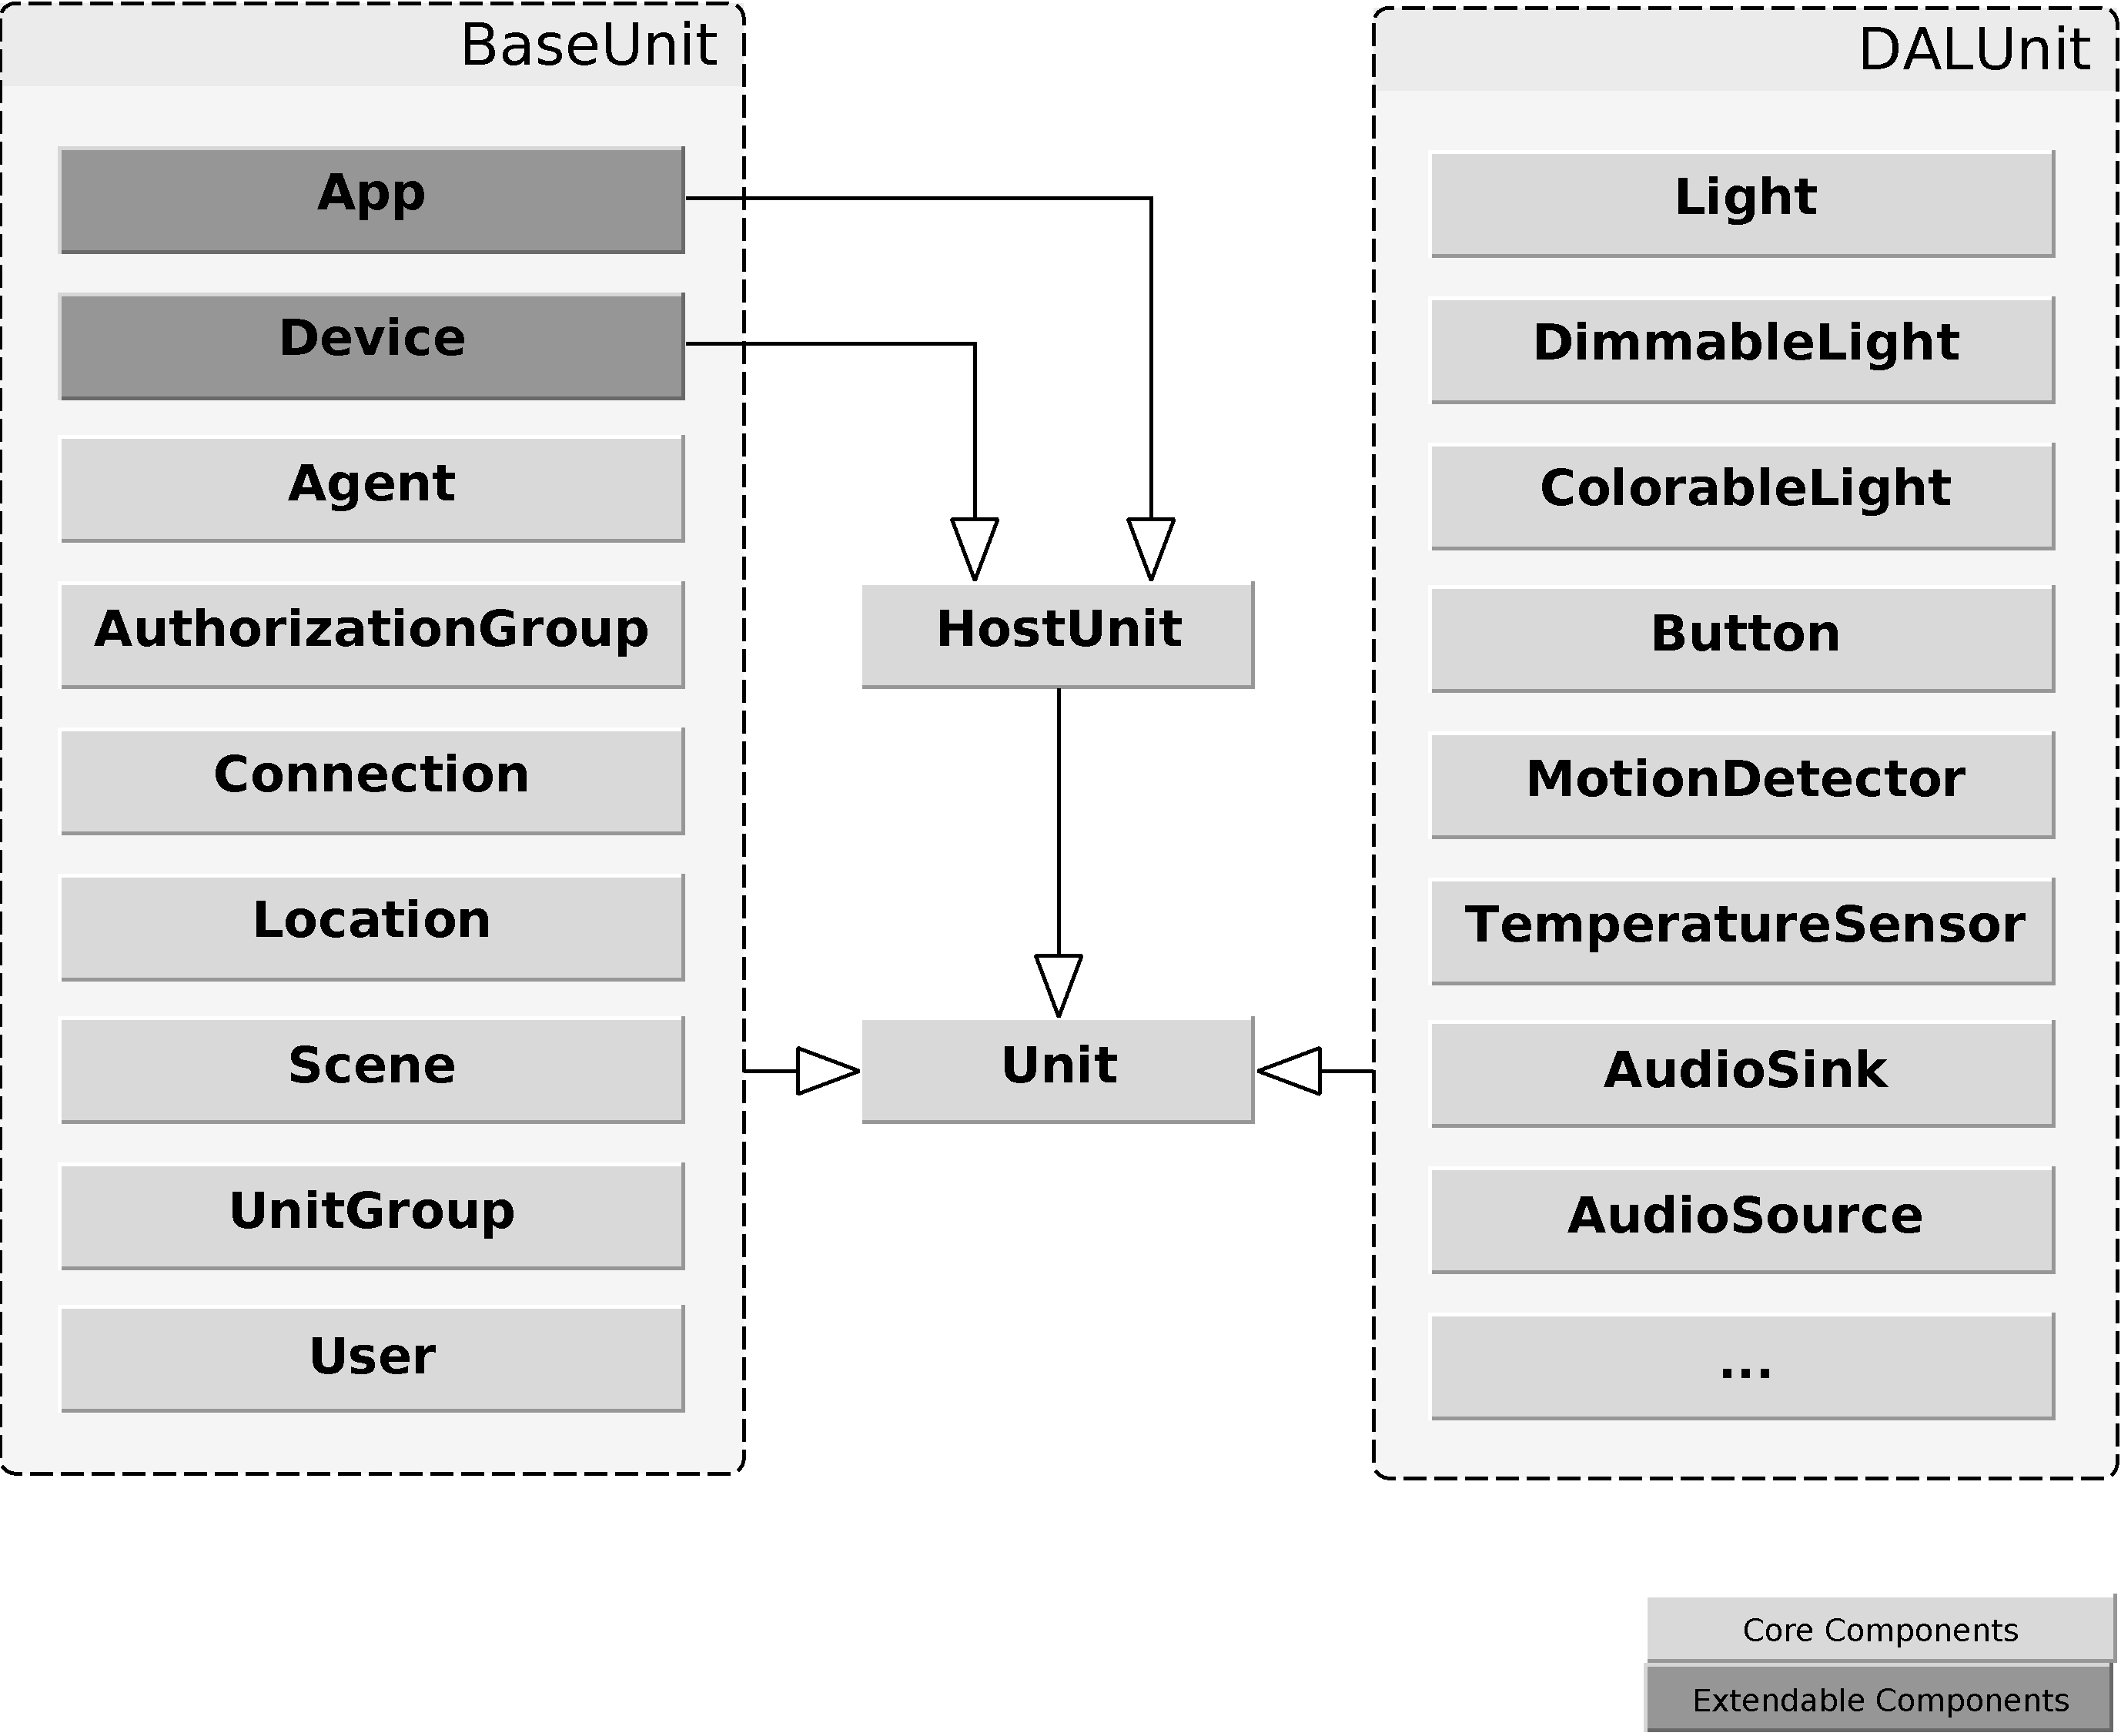 BaseUnit
App
Device
Agent
AuthorizationGroup
Connection
Location
Scene
UnitGroup
User
HostUnit
Unit
DALUnit
Light
DimmableLight
ColorableLight
Button
MotionDetector
TemperatureSensor
AudioSink
AudioSource
...
Core Components
Extendable Components